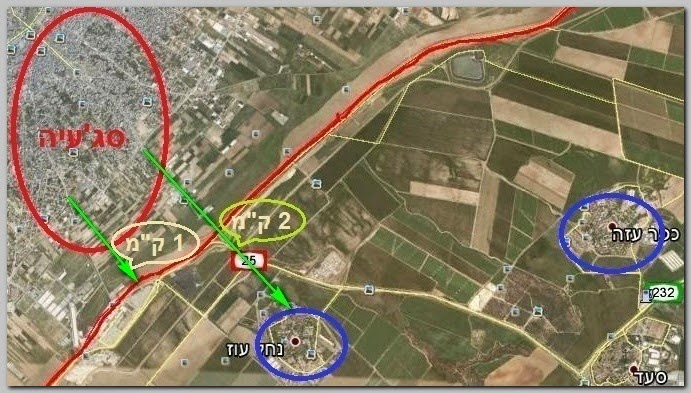 סג'עיה
1 ק"מ
2 ק"מ
25
כפר עזה
232
נחל עוז
סעד